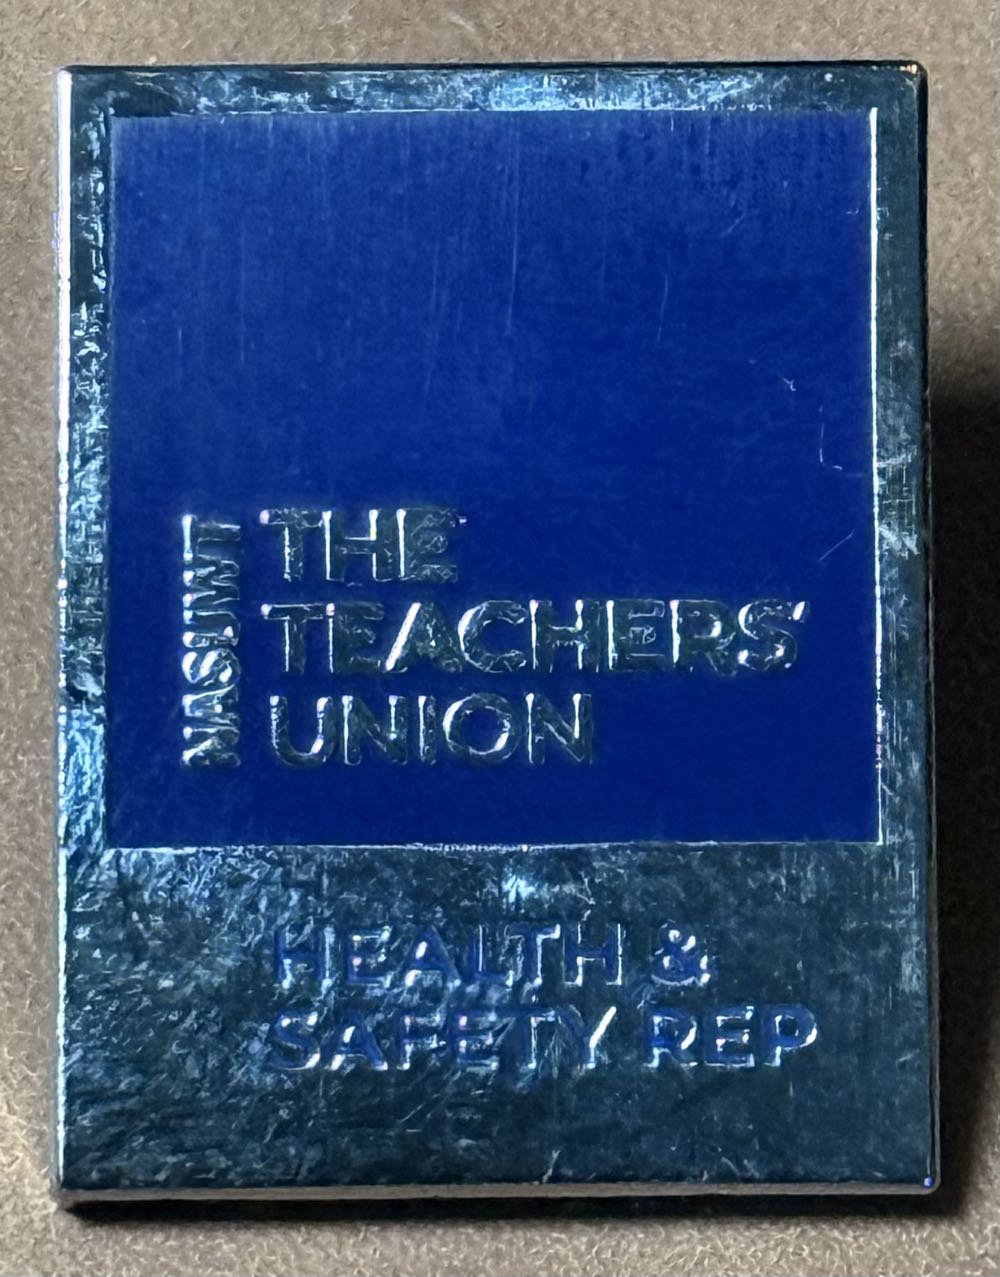 NASUWT
THE
TEACHERS'
UNION
HEALTH &
SAFETY REP